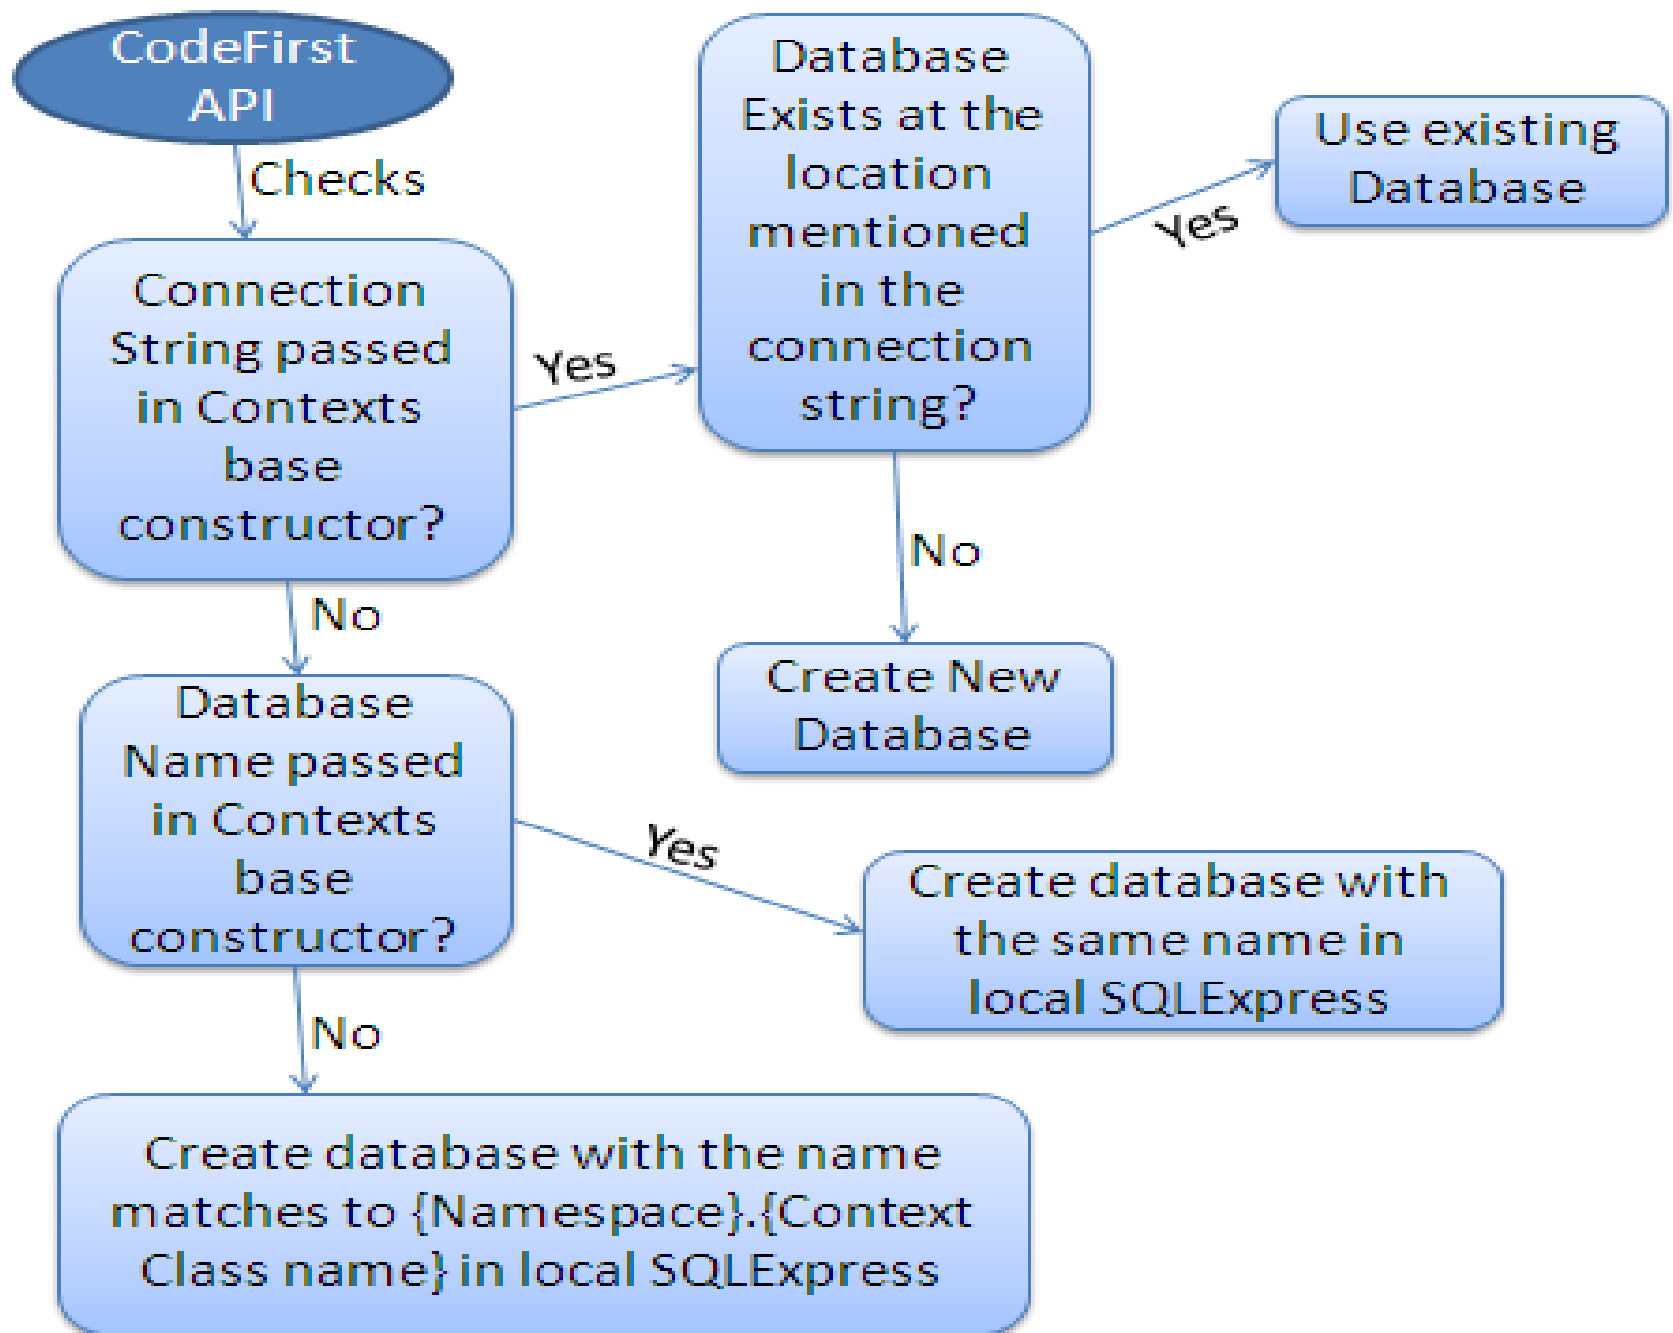 CodeFirst
API
Checks
Connection
String passed
in Contexts
base
constructor?
Yes
Database
Exists at the
location
mentioned
in the
connection
string?
Yes
Use existing
Database
No
Create New
Database
No
Database
Name passed
in Contexts
base
constructor?
Yes
Create database with
the same name in
local SQLExpress
No
Create database with the name
matches to {Namespace}.{Context
Class name} in local SQLExpress